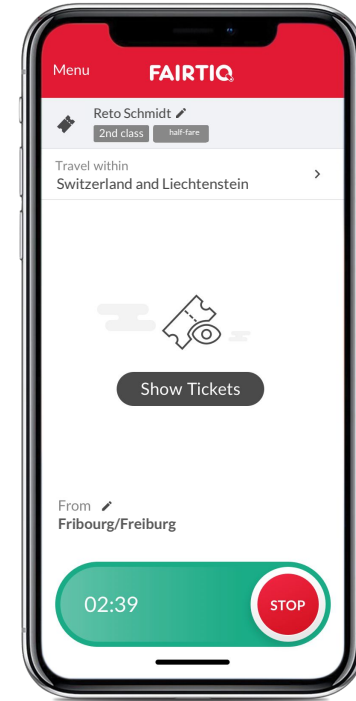 Menu
FAIRTIQ
Reto Schmidt
2nd class half-fare
Travel within
Switzerland and Liechtenstein
Show Tickets
From
Fribourg/Freiburg
02:39
STOP